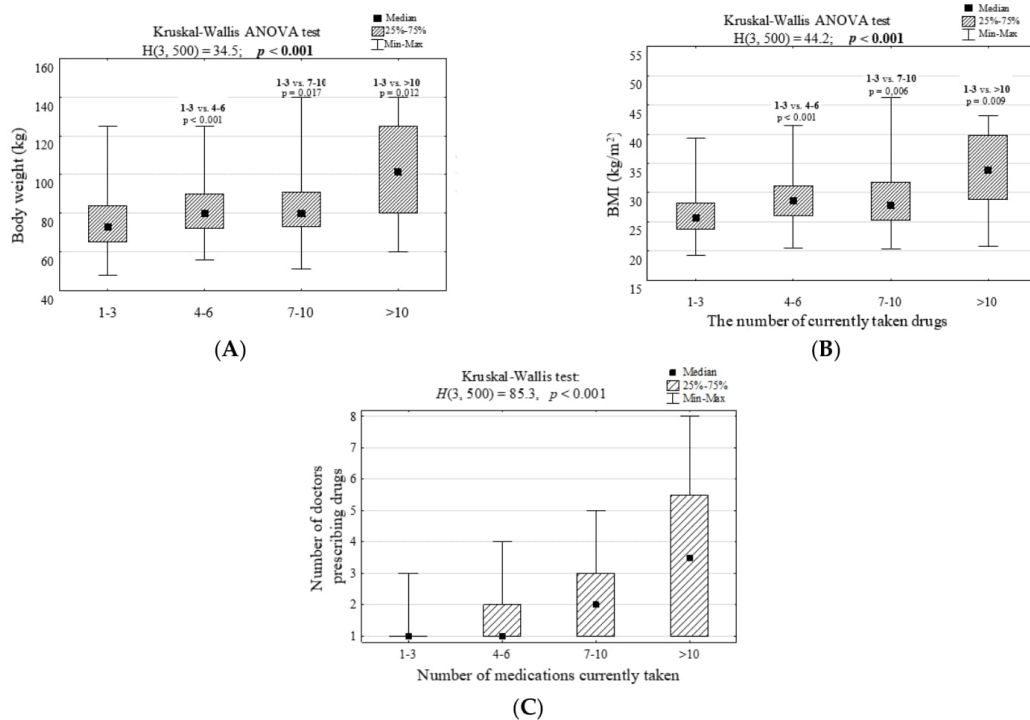 Kruskal-Wallis ANOVA test
H(3, 500) = 34.5; p < 0.001
Median
25%-75%
Min-Max
160
140
120
100
80
60
40
Body weight (kg)
1-3 vs. 4-6
p < 0.001
1-3 vs. 7-10
p = 0.017
1-3 vs. >10
p = 0.012
1-3
4-6
7-10
>10
(A)
Kruskal-Wallis ANOVA test
H(3, 500) = 44.2; p < 0.001
Median
25%-75%
Min-Max
55
50
45
40
35
30
25
20
15
BMI (kg/m²)
1-3 vs. 4-6
p < 0.001
1-3 vs. 7-10
p = 0.006
1-3 vs. >10
p = 0.009
1-3
4-6
7-10
>10
The number of currently taken drugs
(B)
Kruskal-Wallis test:
H(3, 500) = 85.3, p < 0.001
Median
25%-75%
Min-Max
8
7
6
5
4
3
2
1
Number of doctors
prescribing drugs
1-3
4-6
7-10
>10
Number of medications currently taken
(C)